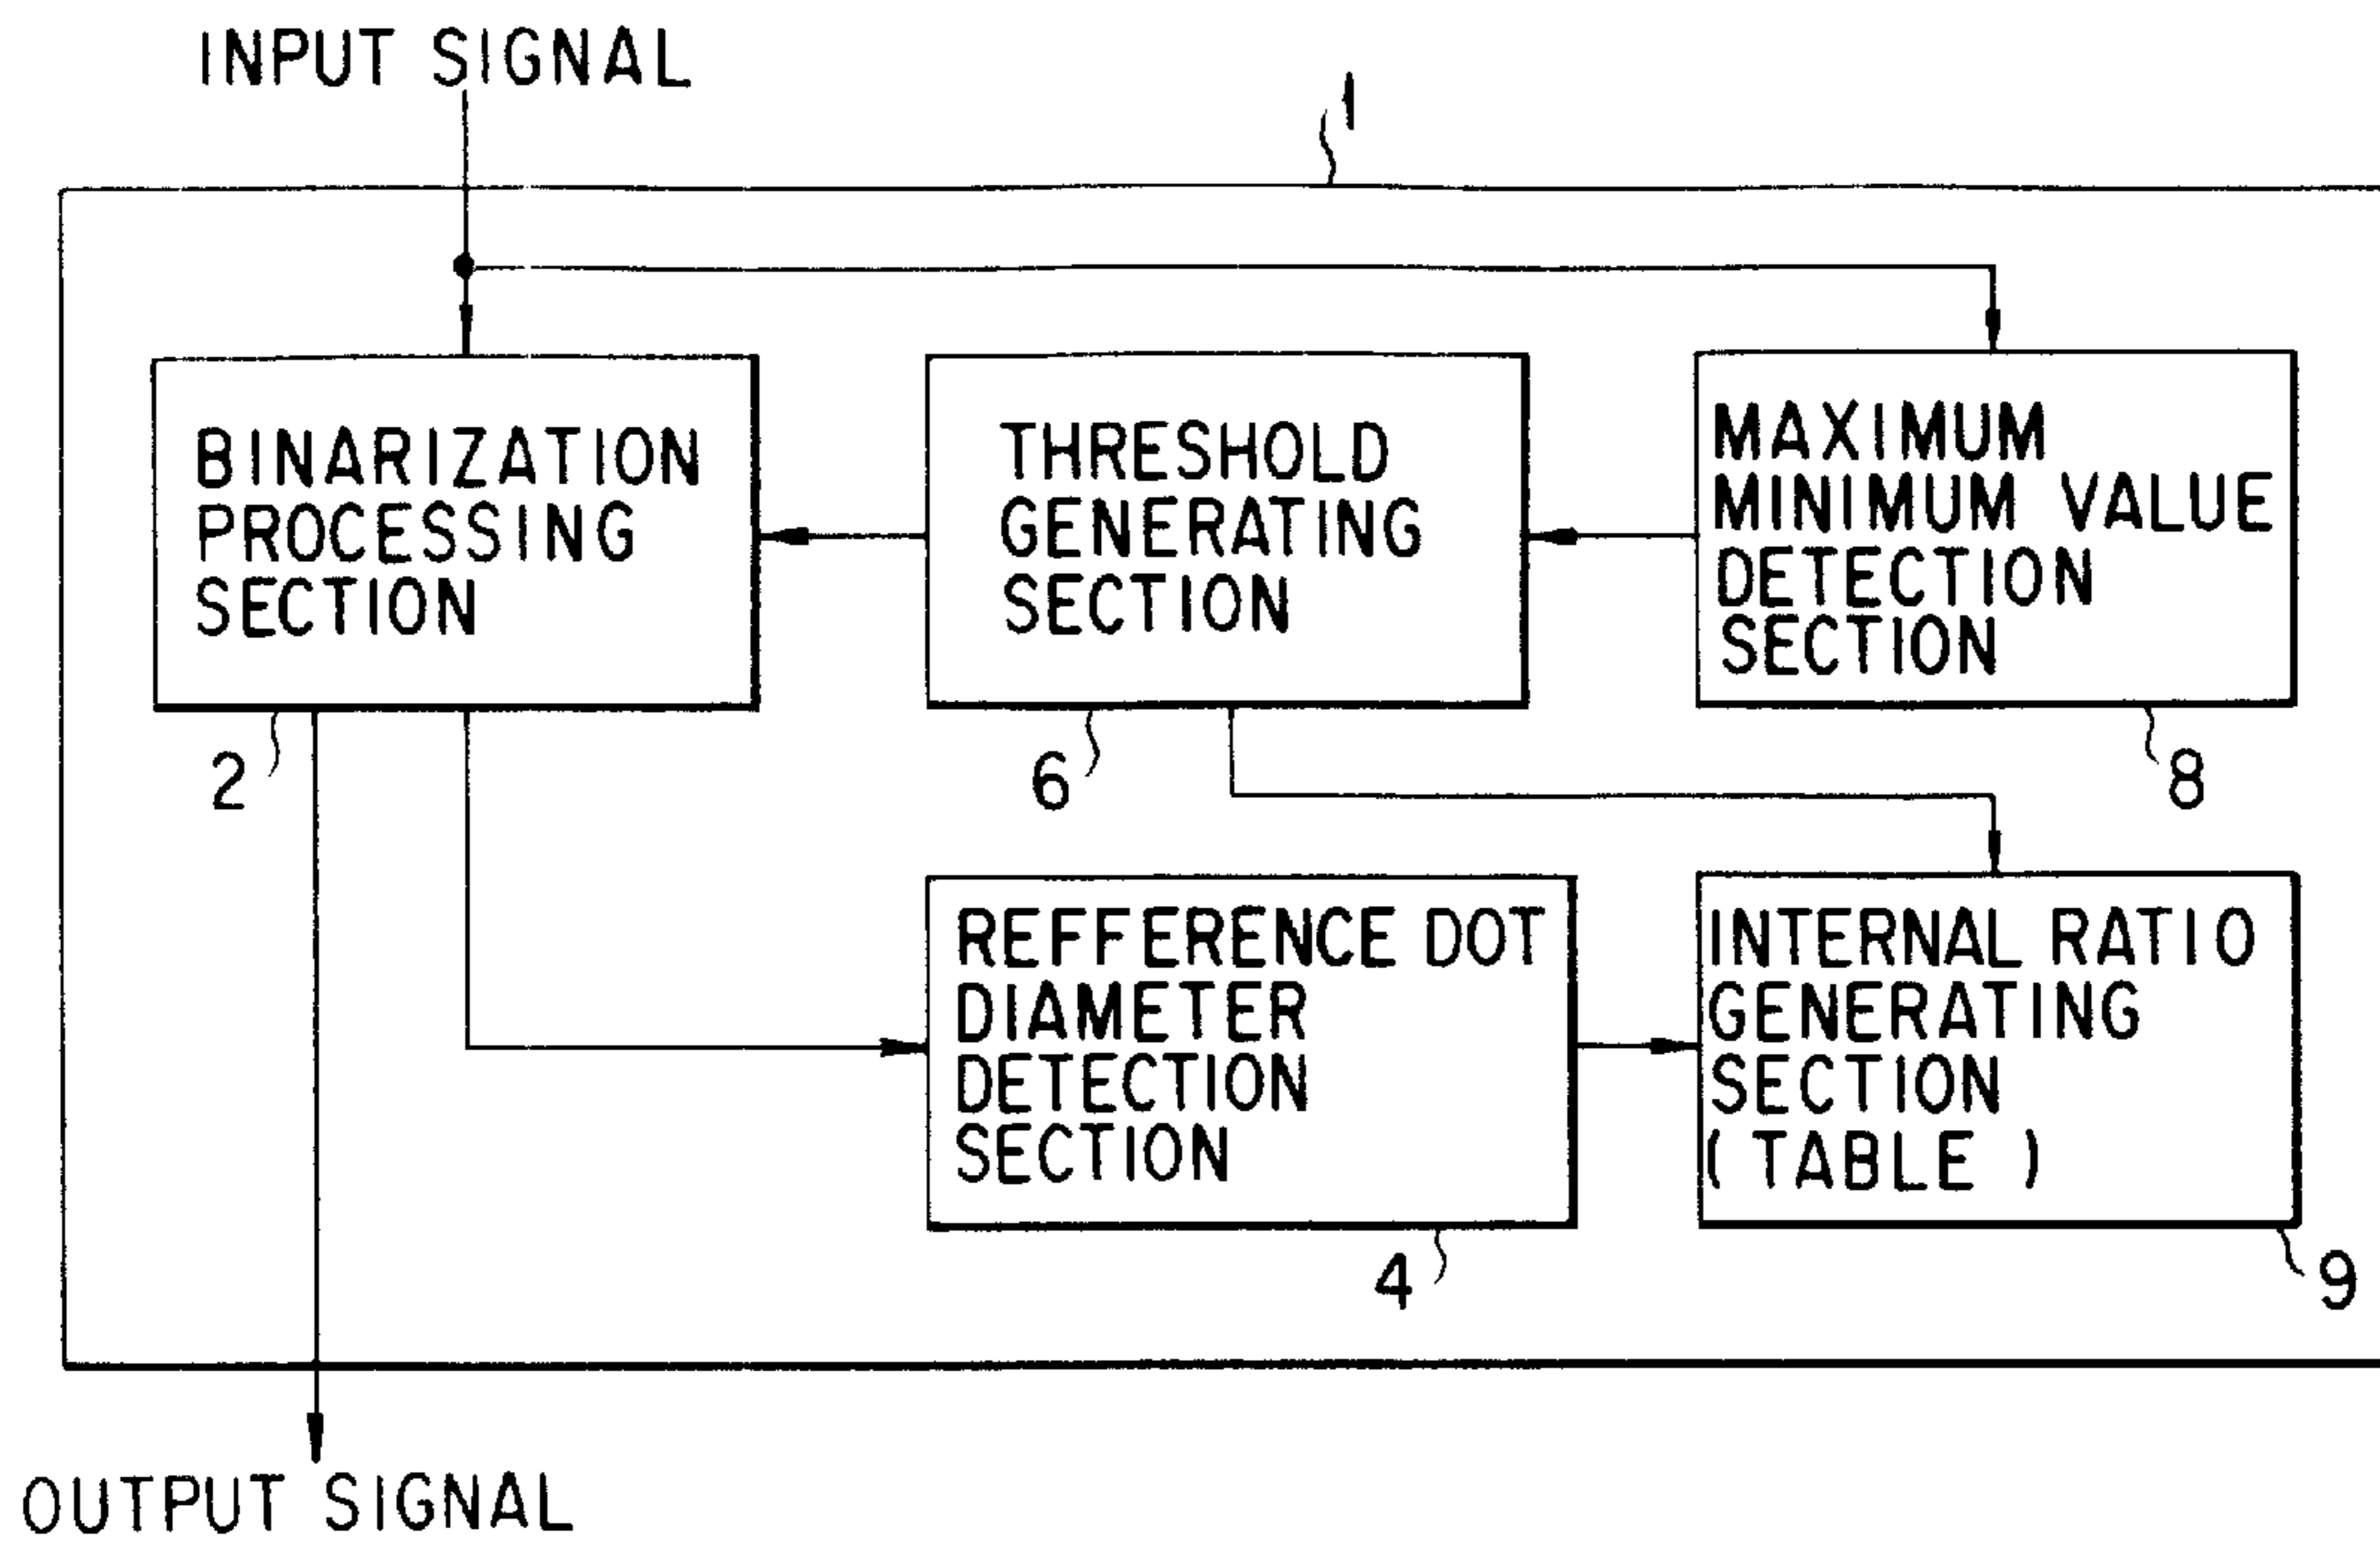 INPUT SIGNAL
1
BINARIZATION
PROCESSING
SECTION
2
THRESHOLD
GENERATING
SECTION
6
MAXIMUM
MINIMUM VALUE
DETECTION
SECTION
8
REFFERENCE DOT
DIAMETER
DETECTION
SECTION
4
INTERNAL RATIO
GENERATING
SECTION
( TABLE )
9
OUTPUT SIGNAL